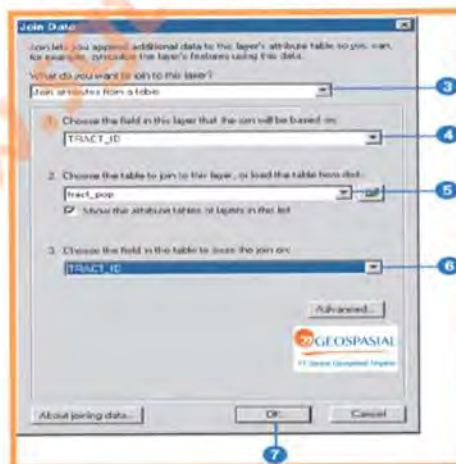 Join Data
Join lets you append additional data to this layer's attribute table so you can,
for example, symbolize the layer's features using this data.
What do you want to join to this layer?
Join attributes from a table
3
1. Choose the field in this layer that the join will be based on:
TRACT_ID
4
2. Choose the table to join to this layer, or load the table from disk:
tract_pop
5
Show the attribute tables of layers in this list
3. Choose the field in the table to base the join on:
TRACT_ID
6
Advanced...
GEOSPASIAL
About joining data...
OK
Cancel
7